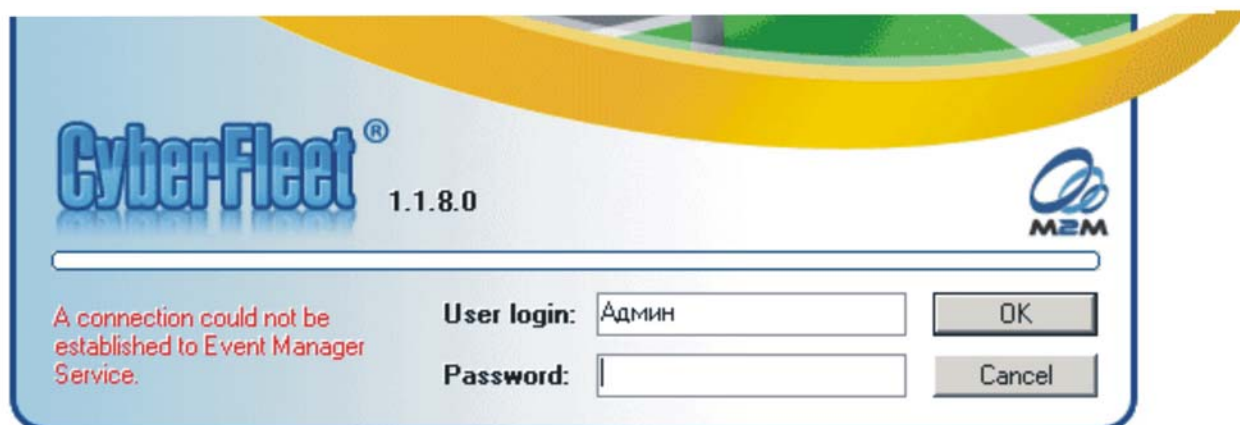 CyberFleet® 1.1.8.0
M2M
A connection could not be
established to Event Manager
Service.
User login: Админ OK
Password: Cancel